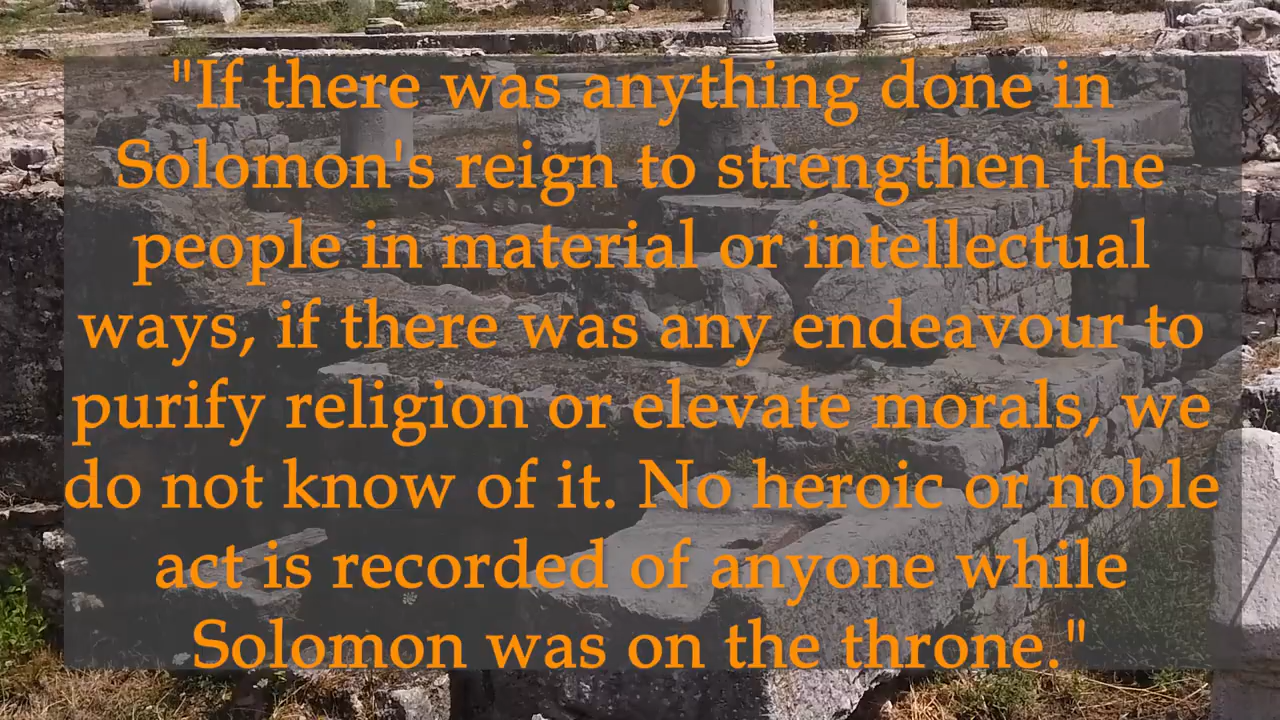 "If there was anything done in
Solomon's reign to strengthen the
people in material or intellectual
ways, if there was any endeavour to
purify religion or elevate morals, we
do not know of it. No heroic or noble
act is recorded of anyone while
Solomon was on the throne."